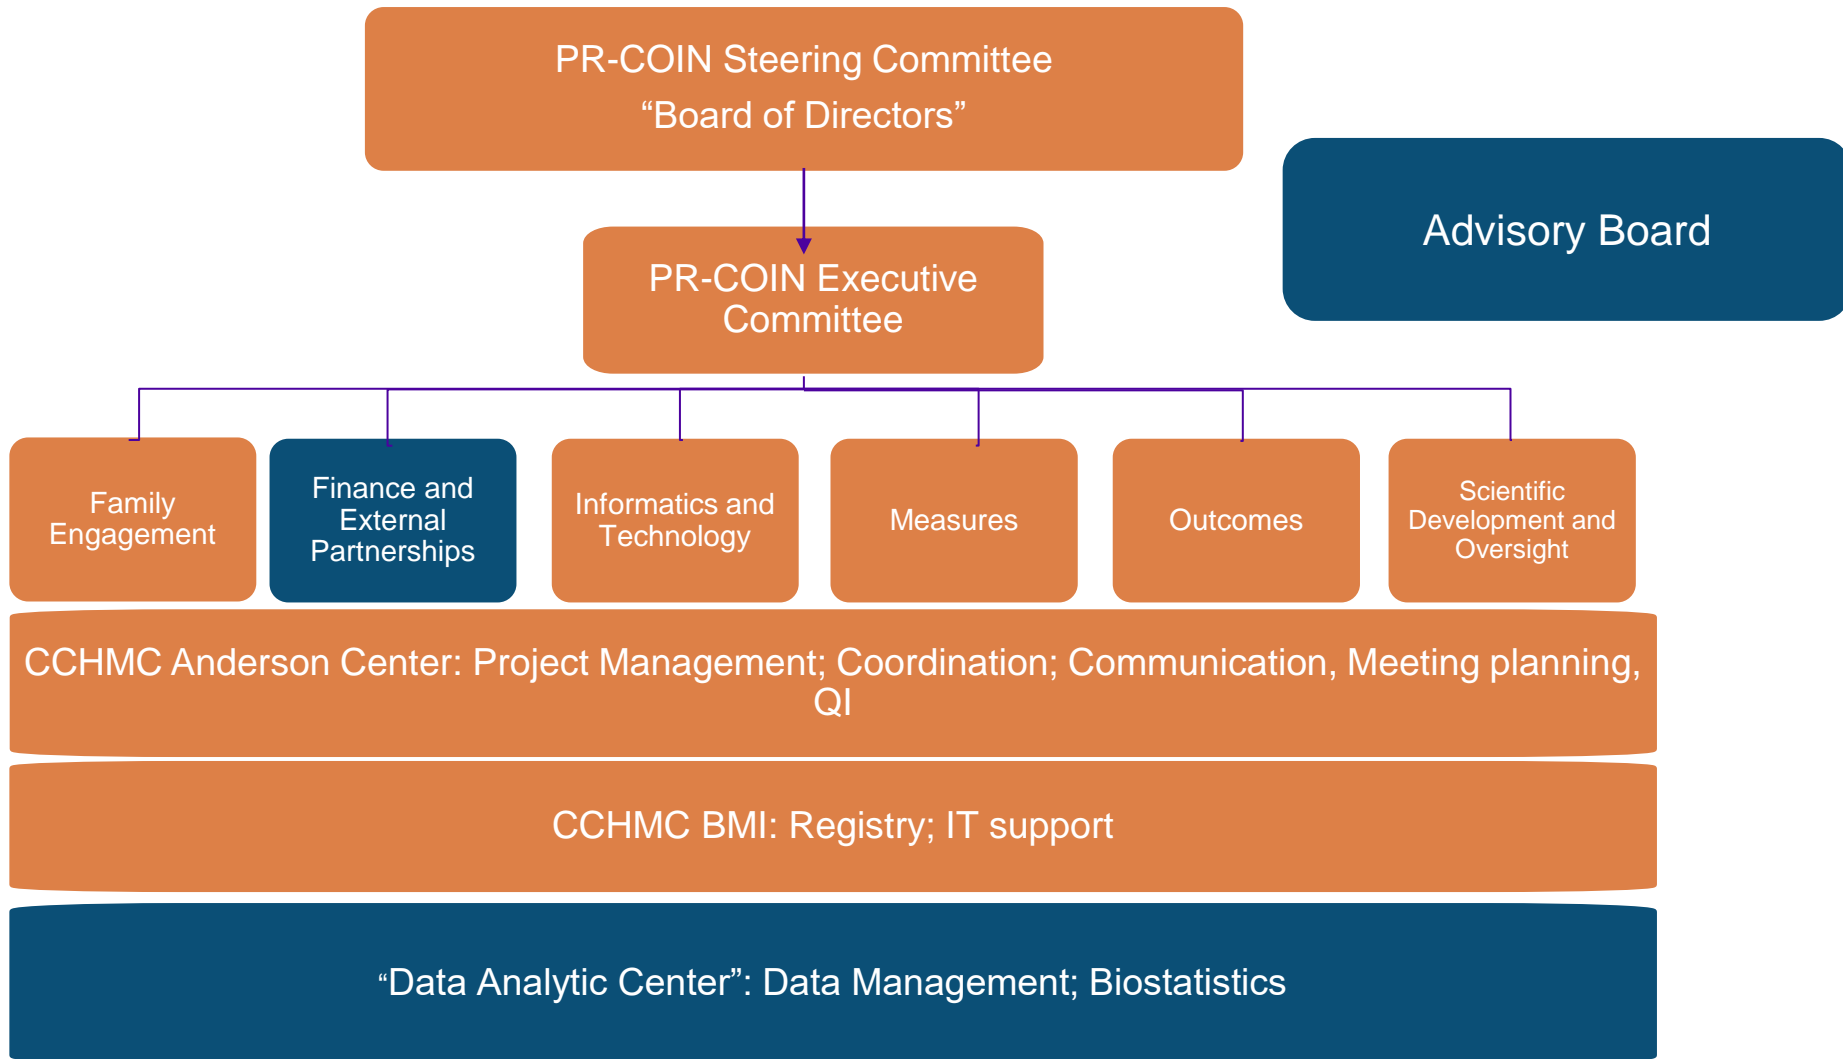 PR-COIN Steering Committee
“Board of Directors”
Advisory Board
PR-COIN Executive
Committee
Family
Engagement
Finance and
External
Partnerships
Informatics and
Technology
Measures
Outcomes
Scientific
Development and
Oversight
CCHMC Anderson Center: Project Management; Coordination; Communication, Meeting planning,
QI
CCHMC BMI: Registry; IT support
“Data Analytic Center”: Data Management; Biostatistics